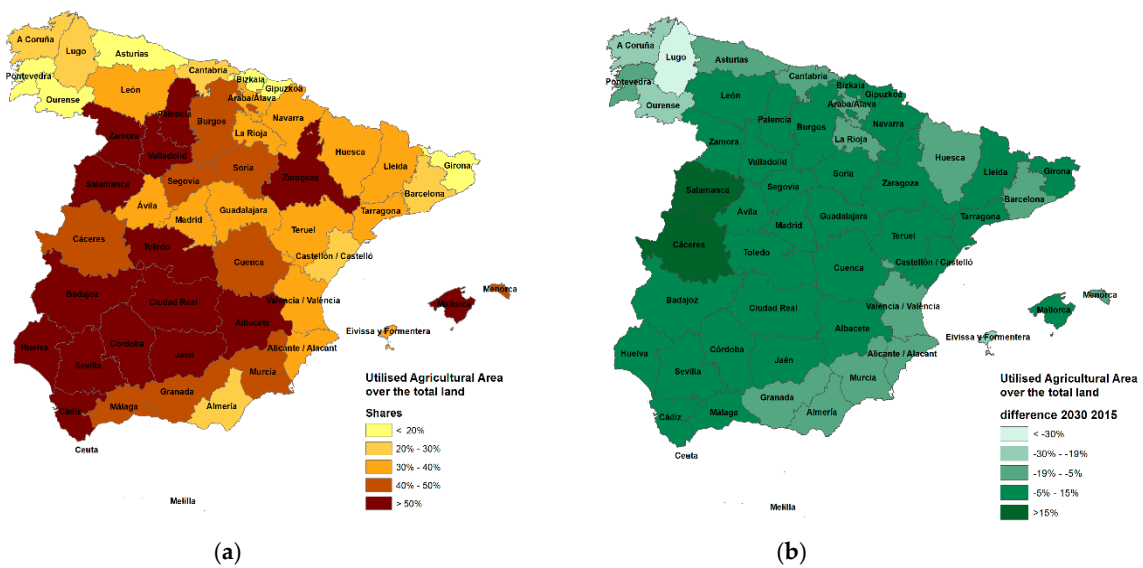 A Coruña
Lugo
Asturias
Cantabria
Bizkaia
Gipuzkoa
Pontevedra
Ourense
León
Palencia
Burgos
Araba/Álava
Navarra
La Rioja
Huesca
Lleida
Girona
Barcelona
Zamora
Valladolid
Soria
Zaragoza
Tarragona
Salamanca
Segovia
Ávila
Madrid
Guadalajara
Teruel
Castellón / Castelló
Cáceres
Toledo
Cuenca
Badajoz
Ciudad Real
Valencia / València
Albacete
Mallorca
Menorca
Eivissa y Formentera
Huelva
Sevilla
Córdoba
Jaén
Alicante / Alacant
Murcia
Granada
Almería
Málaga
Cádiz
Ceuta
Melilla
Utilised Agricultural Area
over the total land
Shares
< 20%
20% - 30%
30% - 40%
40% - 50%
> 50%
(a)
A Coruña
Lugo
Asturias
Cantabria
Bizkaia
Gipuzkoa
Pontevedra
Ourense
León
Palencia
Burgos
Araba/Álava
Navarra
La Rioja
Huesca
Lleida
Girona
Barcelona
Zamora
Valladolid
Soria
Zaragoza
Tarragona
Salamanca
Segovia
Ávila
Madrid
Guadalajara
Teruel
Castellón / Castelló
Cáceres
Toledo
Cuenca
Badajoz
Ciudad Real
Valencia / València
Albacete
Mallorca
Menorca
Eivissa y Formentera
Huelva
Sevilla
Córdoba
Jaén
Alicante / Alacant
Murcia
Granada
Almería
Málaga
Cádiz
Ceuta
Melilla
Utilised Agricultural Area
over the total land
difference 2030 2015
< -30%
-30% - -19%
-19% - -5%
-5% - 15%
>15%
(b)